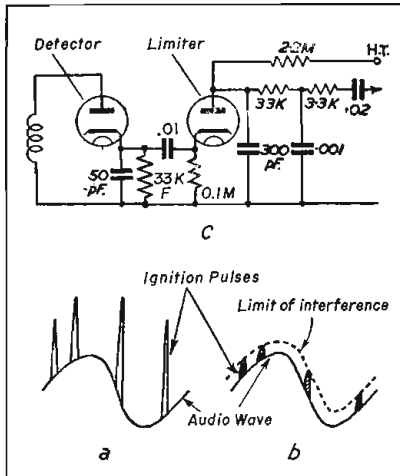 Detector
Limiter
2·2M
H.T.
.01
33K
3·3K
·02
50
pF.
33K
F
0.1M
300
pF.
·001
c
Ignition Pulses
Limit of interference
Audio Wave
a
b